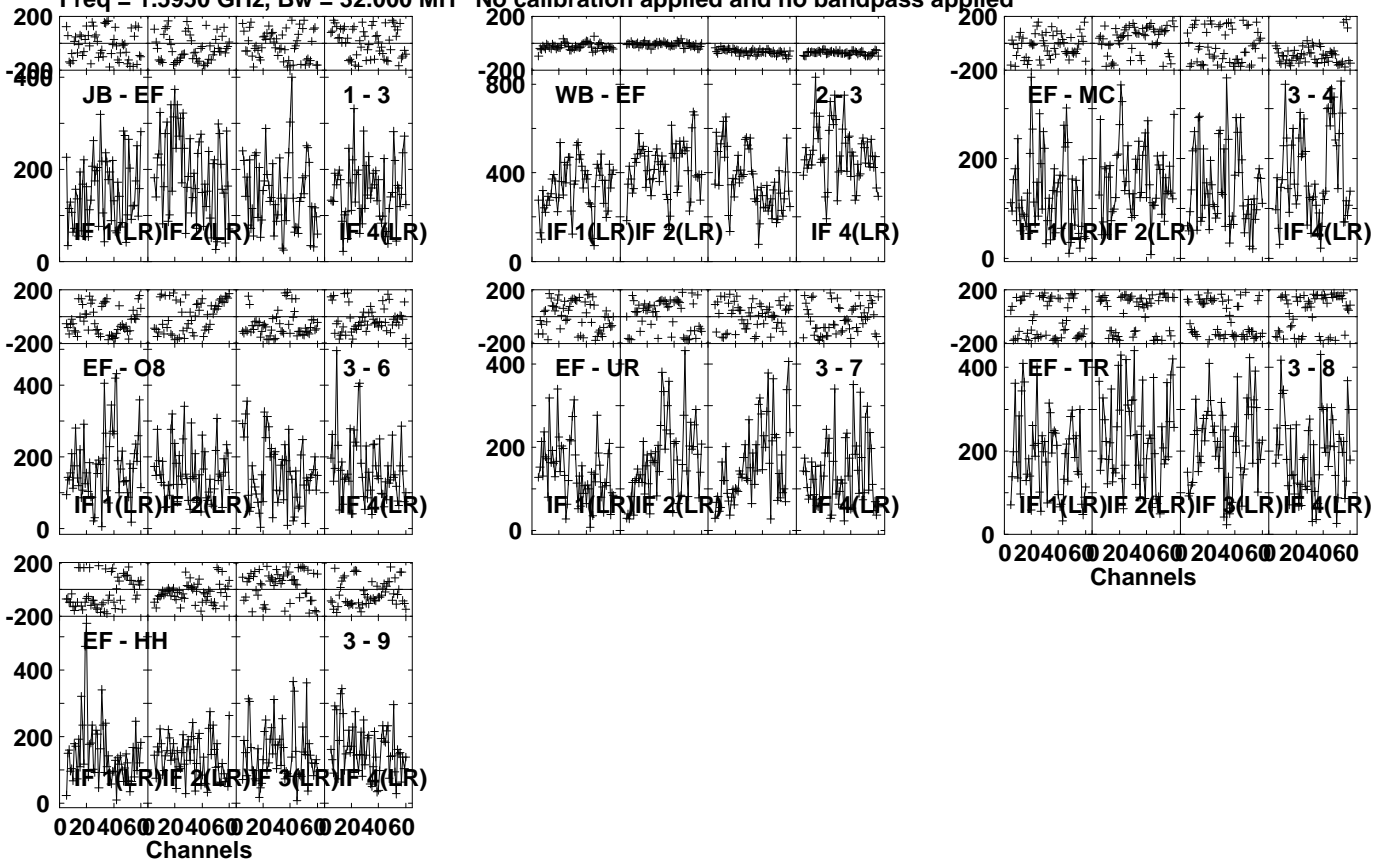 Freq = 1.5950 GHz, Bw = 32.000 MH No calibration applied and no bandpass applied
200
-200
400
200
0
JB - EF
1 - 3
IF 1(LR)
IF 2(LR)
IF 4(LR)
200
-200
800
600
400
200
0
WB - EF
2 - 3
IF 1(LR)
IF 2(LR)
IF 4(LR)
200
-200
200
0
EF - MC
3 - 4
IF 1(LR)
IF 2(LR)
IF 4(LR)
200
-200
400
200
0
EF - O8
3 - 6
IF 1(LR)
IF 2(LR)
IF 4(LR)
200
-200
400
200
0
EF - UR
3 - 7
IF 1(LR)
IF 2(LR)
IF 4(LR)
200
-200
400
200
0
EF - TR
3 - 8
IF 1(LR)
IF 2(LR)
IF 3(LR)
IF 4(LR)
0 20 40 60 0 20 40 60 0 20 40 60 0 20 40 60
Channels
200
-200
400
200
0
EF - HH
3 - 9
IF 1(LR)
IF 2(LR)
IF 3(LR)
IF 4(LR)
0 20 40 60 0 20 40 60 0 20 40 60 0 20 40 60
Channels